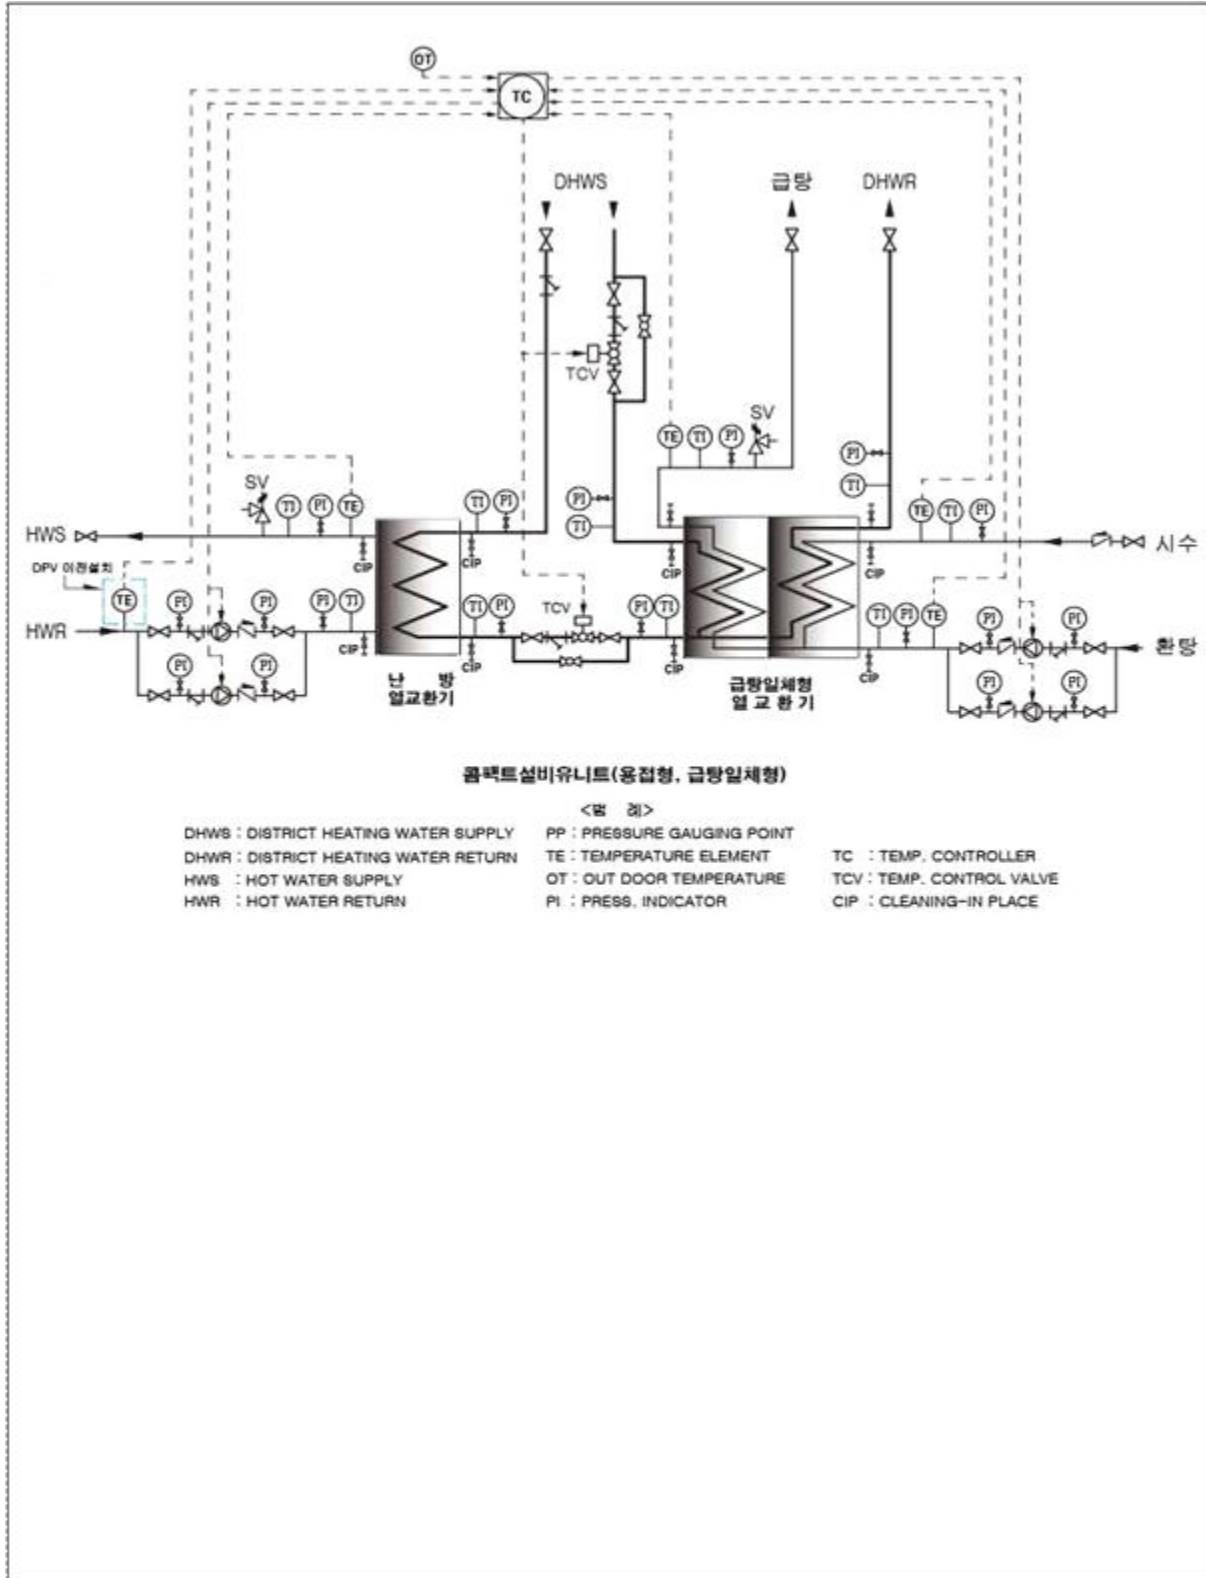 OT
TC
DHWS
급탕
DHWR
TCV
SV
TE
TI
PI
PI
SV
PI
TI
TI
PI
TE
TI
PI
PI
TI
TE
TI
PI
HWS
CIP
CIP
CIP
CIP
시수
DPV 이전설치
TE
PI
PI
PI
TI
TI
PI
TCV
PI
TI
TI
PI
TE
PI
PI
HWR
CIP
CIP
CIP
CIP
환탕
PI
PI
난 방
열교환기
급탕일체형
열 교 환 기
PI
PI
콤팩트설비유니트(용접형, 급탕일체형)
<범 례>
DHWS : DISTRICT HEATING WATER SUPPLY
PP : PRESSURE GAUGING POINT
DHWR : DISTRICT HEATING WATER RETURN
TE : TEMPERATURE ELEMENT
TC : TEMP. CONTROLLER
HWS : HOT WATER SUPPLY
OT : OUT DOOR TEMPERATURE
TCV : TEMP. CONTROL VALVE
HWR : HOT WATER RETURN
PI : PRESS. INDICATOR
CIP : CLEANING-IN PLACE